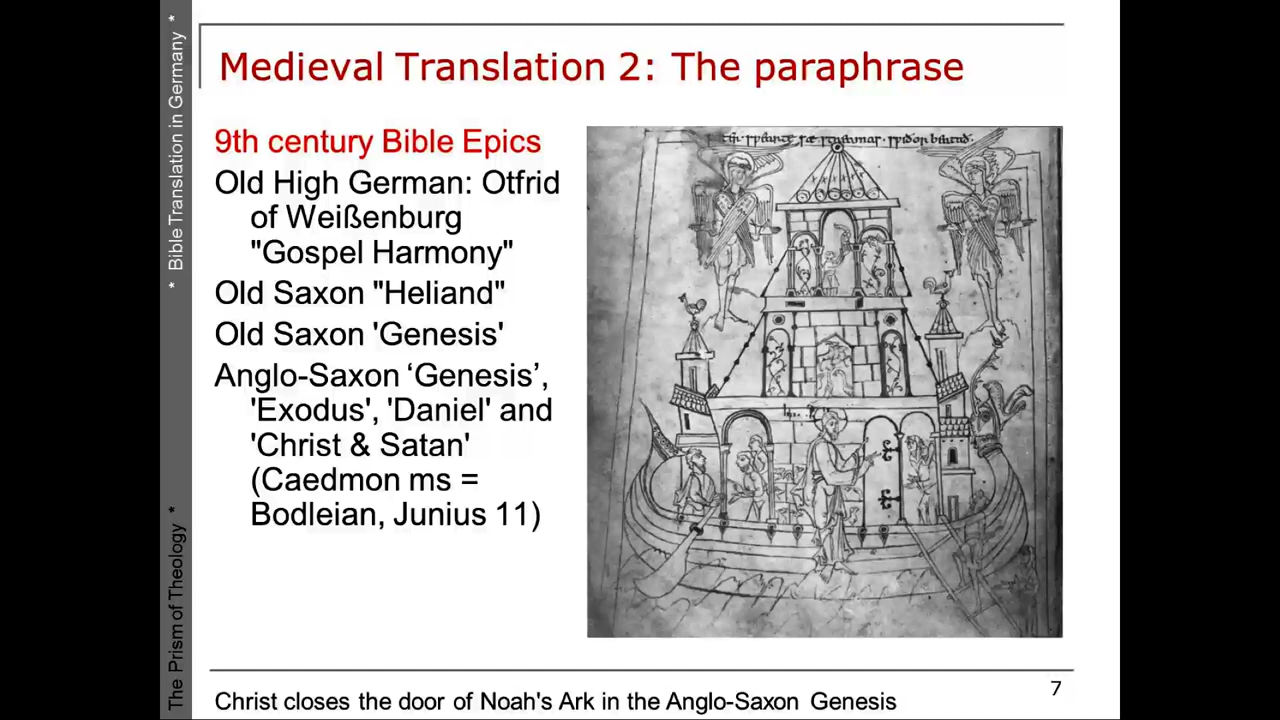 Medieval Translation 2: The paraphrase
9th century Bible Epics
Old High German: Otfrid
of Weißenburg
"Gospel Harmony"
Old Saxon "Heliand"
Old Saxon 'Genesis'
Anglo-Saxon ‘Genesis’,
'Exodus', 'Daniel' and
'Christ & Satan'
(Caedmon ms =
Bodleian, Junius 11)
Christ closes the door of Noah's Ark in the Anglo-Saxon Genesis
7
The Prism of Theology * * Bible Translation in Germany *